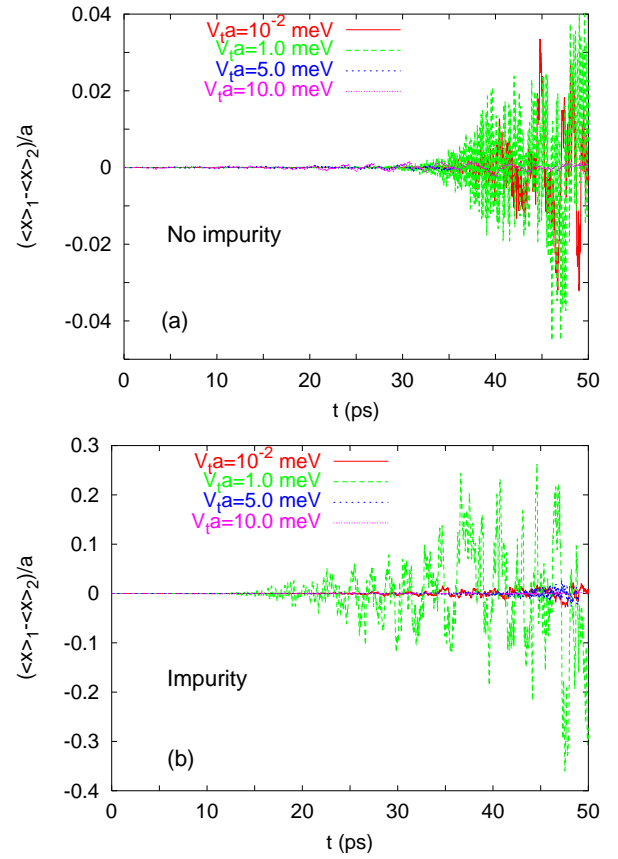 (a)
V_ta=10^-2 meV
V_ta=1.0 meV
V_ta=5.0 meV
V_ta=10.0 meV
0.04
0.02
0
-0.02
-0.04
(<x>_1-<x>_2)/a
No impurity
(a)
0 10 20 30 40 50
t (ps)
(b)
V_ta=10^-2 meV
V_ta=1.0 meV
V_ta=5.0 meV
V_ta=10.0 meV
0.3
0.2
0.1
0
-0.1
-0.2
-0.3
-0.4
(<x>_1-<x>_2)/a
Impurity
(b)
0 10 20 30 40 50
t (ps)